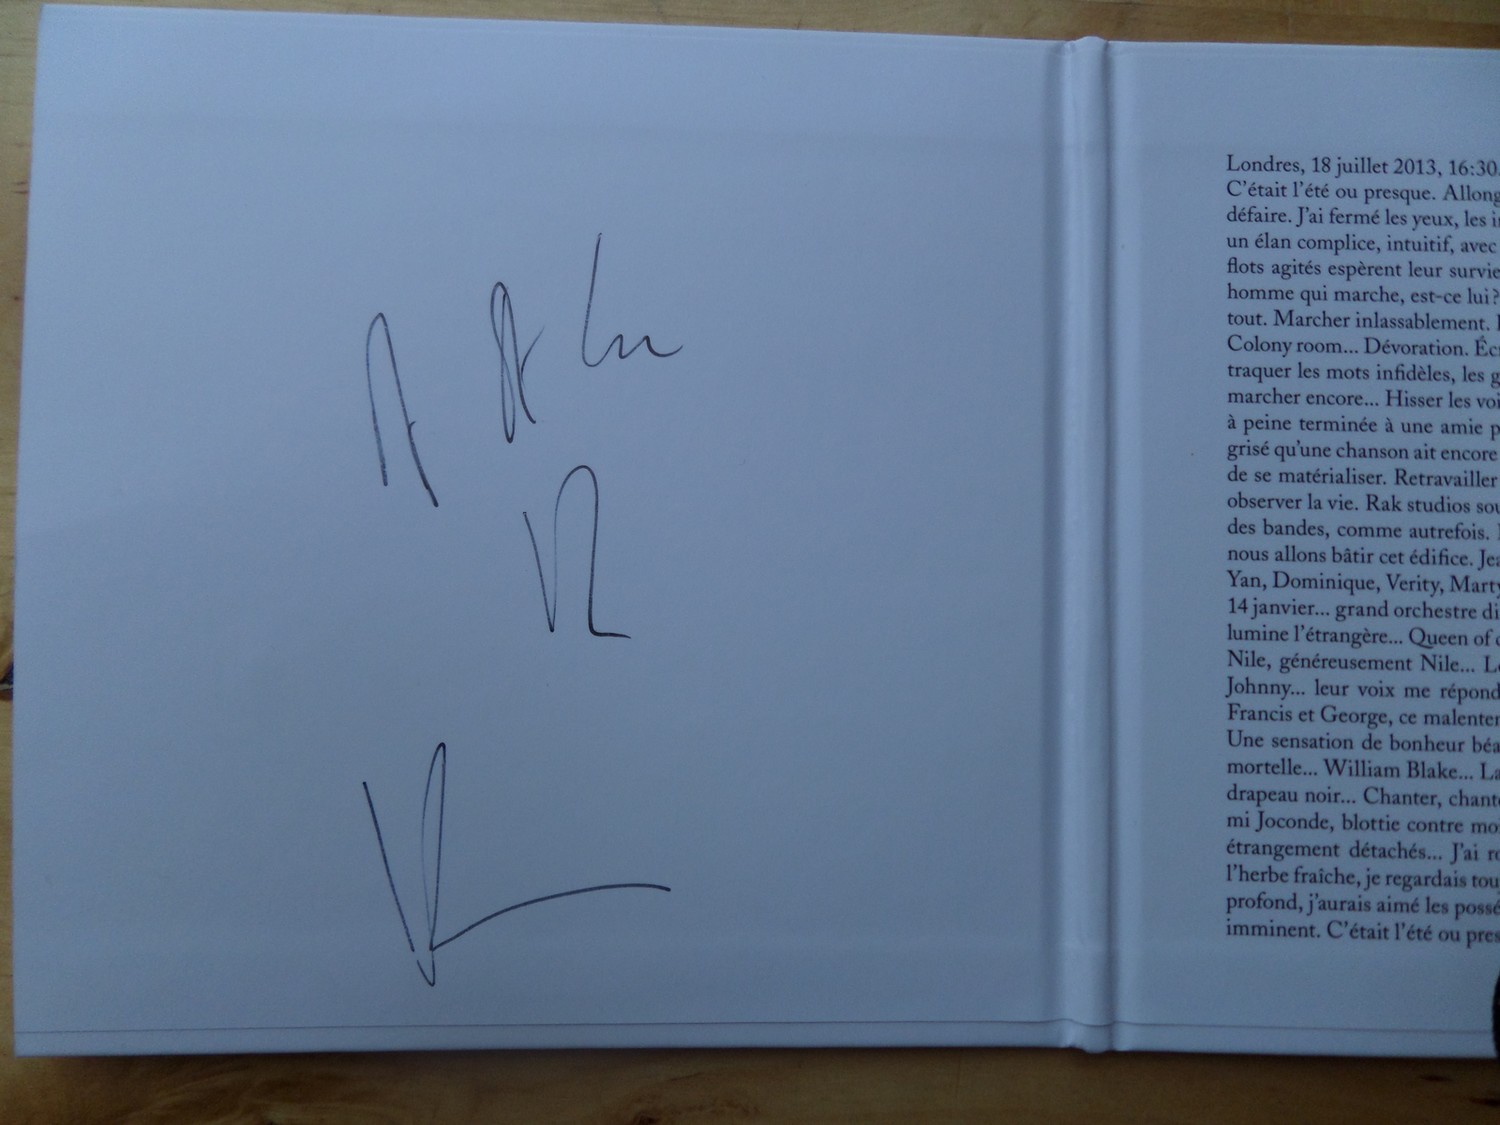 Londres, 18 juillet 2013, 16:30.
C'était l'été ou presque. Allong
défaire. J'ai fermé les yeux, les i
un élan complice, intuitif, avec
flots agités espèrent leur survie
homme qui marche, est-ce lui?
tout. Marcher inlassablement.
Colony room... Dévoration. Éc
traquer les mots infidèles, les g
marcher encore... Hisser les voi
à peine terminée à une amie p
grisé qu'une chanson ait encore
de se matérialiser. Retravailler
observer la vie. Rak studios sou
des bandes, comme autrefois.
nous allons bâtir cet édifice. Jea
Yan, Dominique, Verity, Marty
14 janvier... grand orchestre di
lumine l'étrangère... Queen of
Nile, généreusement Nile... L
Johnny... leur voix me répond
Francis et George, ce malenten
Une sensation de bonheur béa
mortelle... William Blake... La
drapeau noir... Chanter, chant
mi Joconde, blottie contre mo
étrangement détachés... J'ai r
l'herbe fraîche, je regardais tou
profond, j'aurais aimé les possé
imminent. C'était l'été ou pres